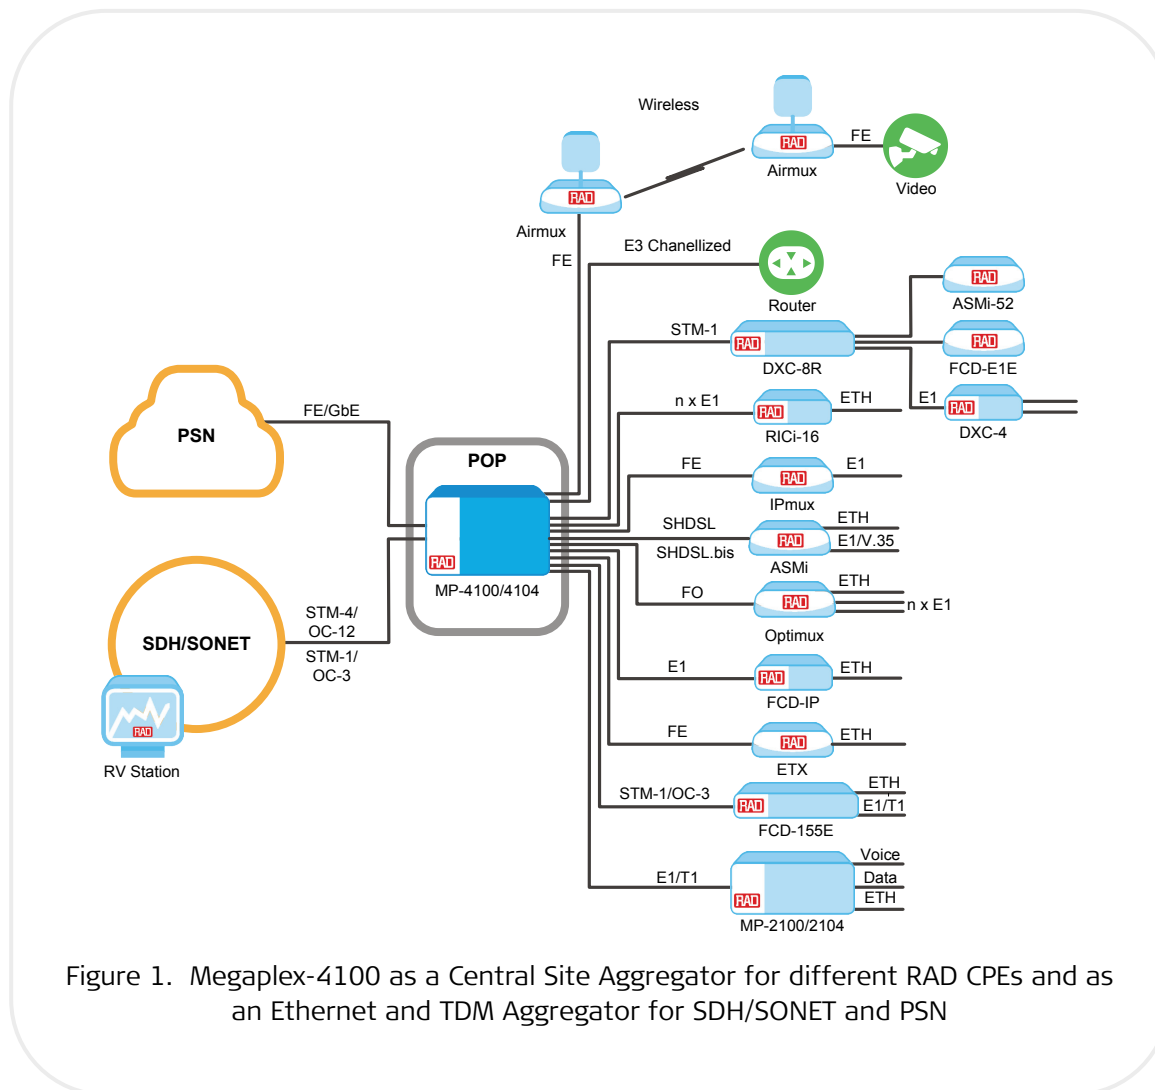 Wireless
RAD
FE
Airmux
Video
RAD
Airmux
FE
E3 Chanellized
Router
RAD
ASMi-52
STM-1
RAD
DXC-8R
RAD
FCD-E1E
E1
RAD
DXC-4
PSN
FE/GbE
n x E1
RAD
ETH
RICi-16
POP
FE
RAD
E1
IPmux
RAD
MP-4100/4104
SHDSL
SHDSL.bis
RAD
ETH
E1/V.35
ASMi
FO
RAD
ETH
n x E1
Optimux
SDH/SONET
STM-4/
OC-12
STM-1/
OC-3
RAD
RV Station
E1
RAD
ETH
FCD-IP
FE
RAD
ETH
ETX
STM-1/OC-3
RAD
ETH
E1/T1
FCD-155E
E1/T1
RAD
Voice
Data
ETH
MP-2100/2104
Figure 1. Megaplex-4100 as a Central Site Aggregator for different RAD CPEs and as
an Ethernet and TDM Aggregator for SDH/SONET and PSN